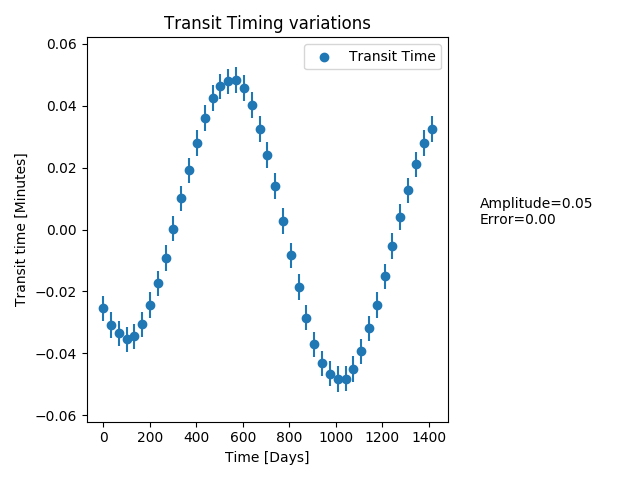 Transit Timing variations
0.06
0.04
0.02
0.00
−0.02
−0.04
−0.06
Transit time [Minutes]
Transit Time
0 200 400 600 800 1000 1200 1400
Time [Days]
Amplitude=0.05
Error=0.00